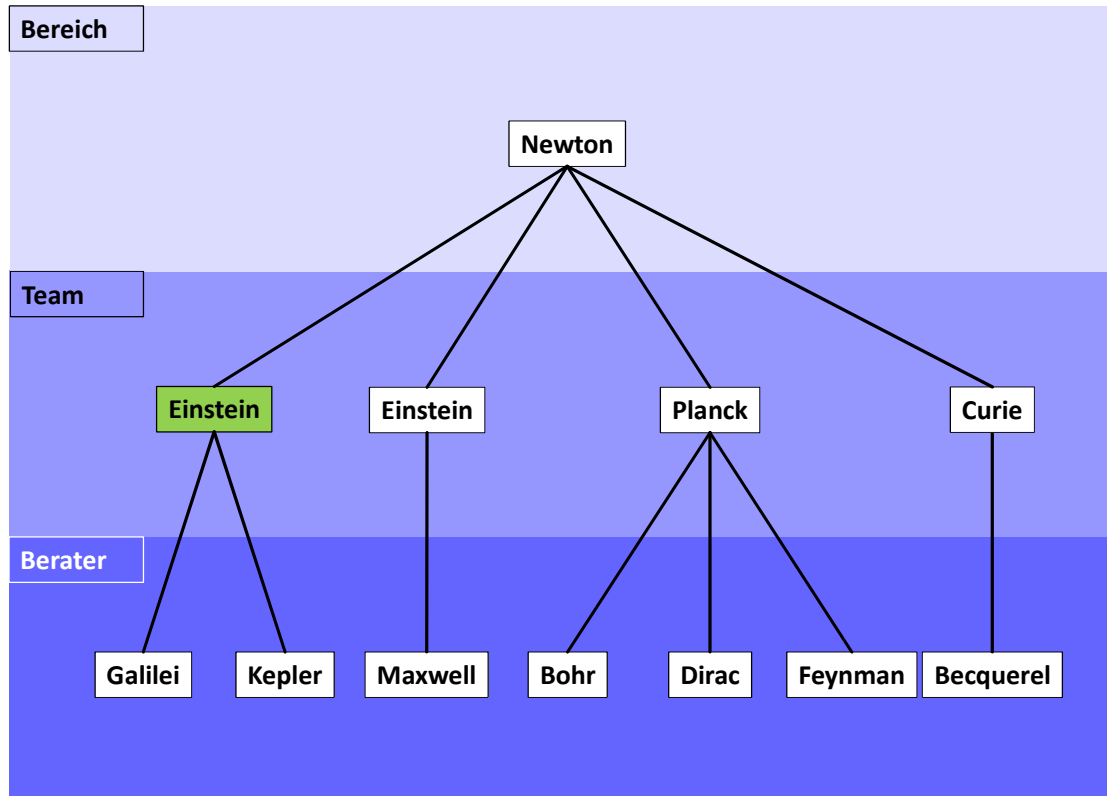 Bereich
Newton
Team
Einstein
Einstein
Planck
Curie
Berater
Galilei
Kepler
Maxwell
Bohr
Dirac
Feynman
Becquerel